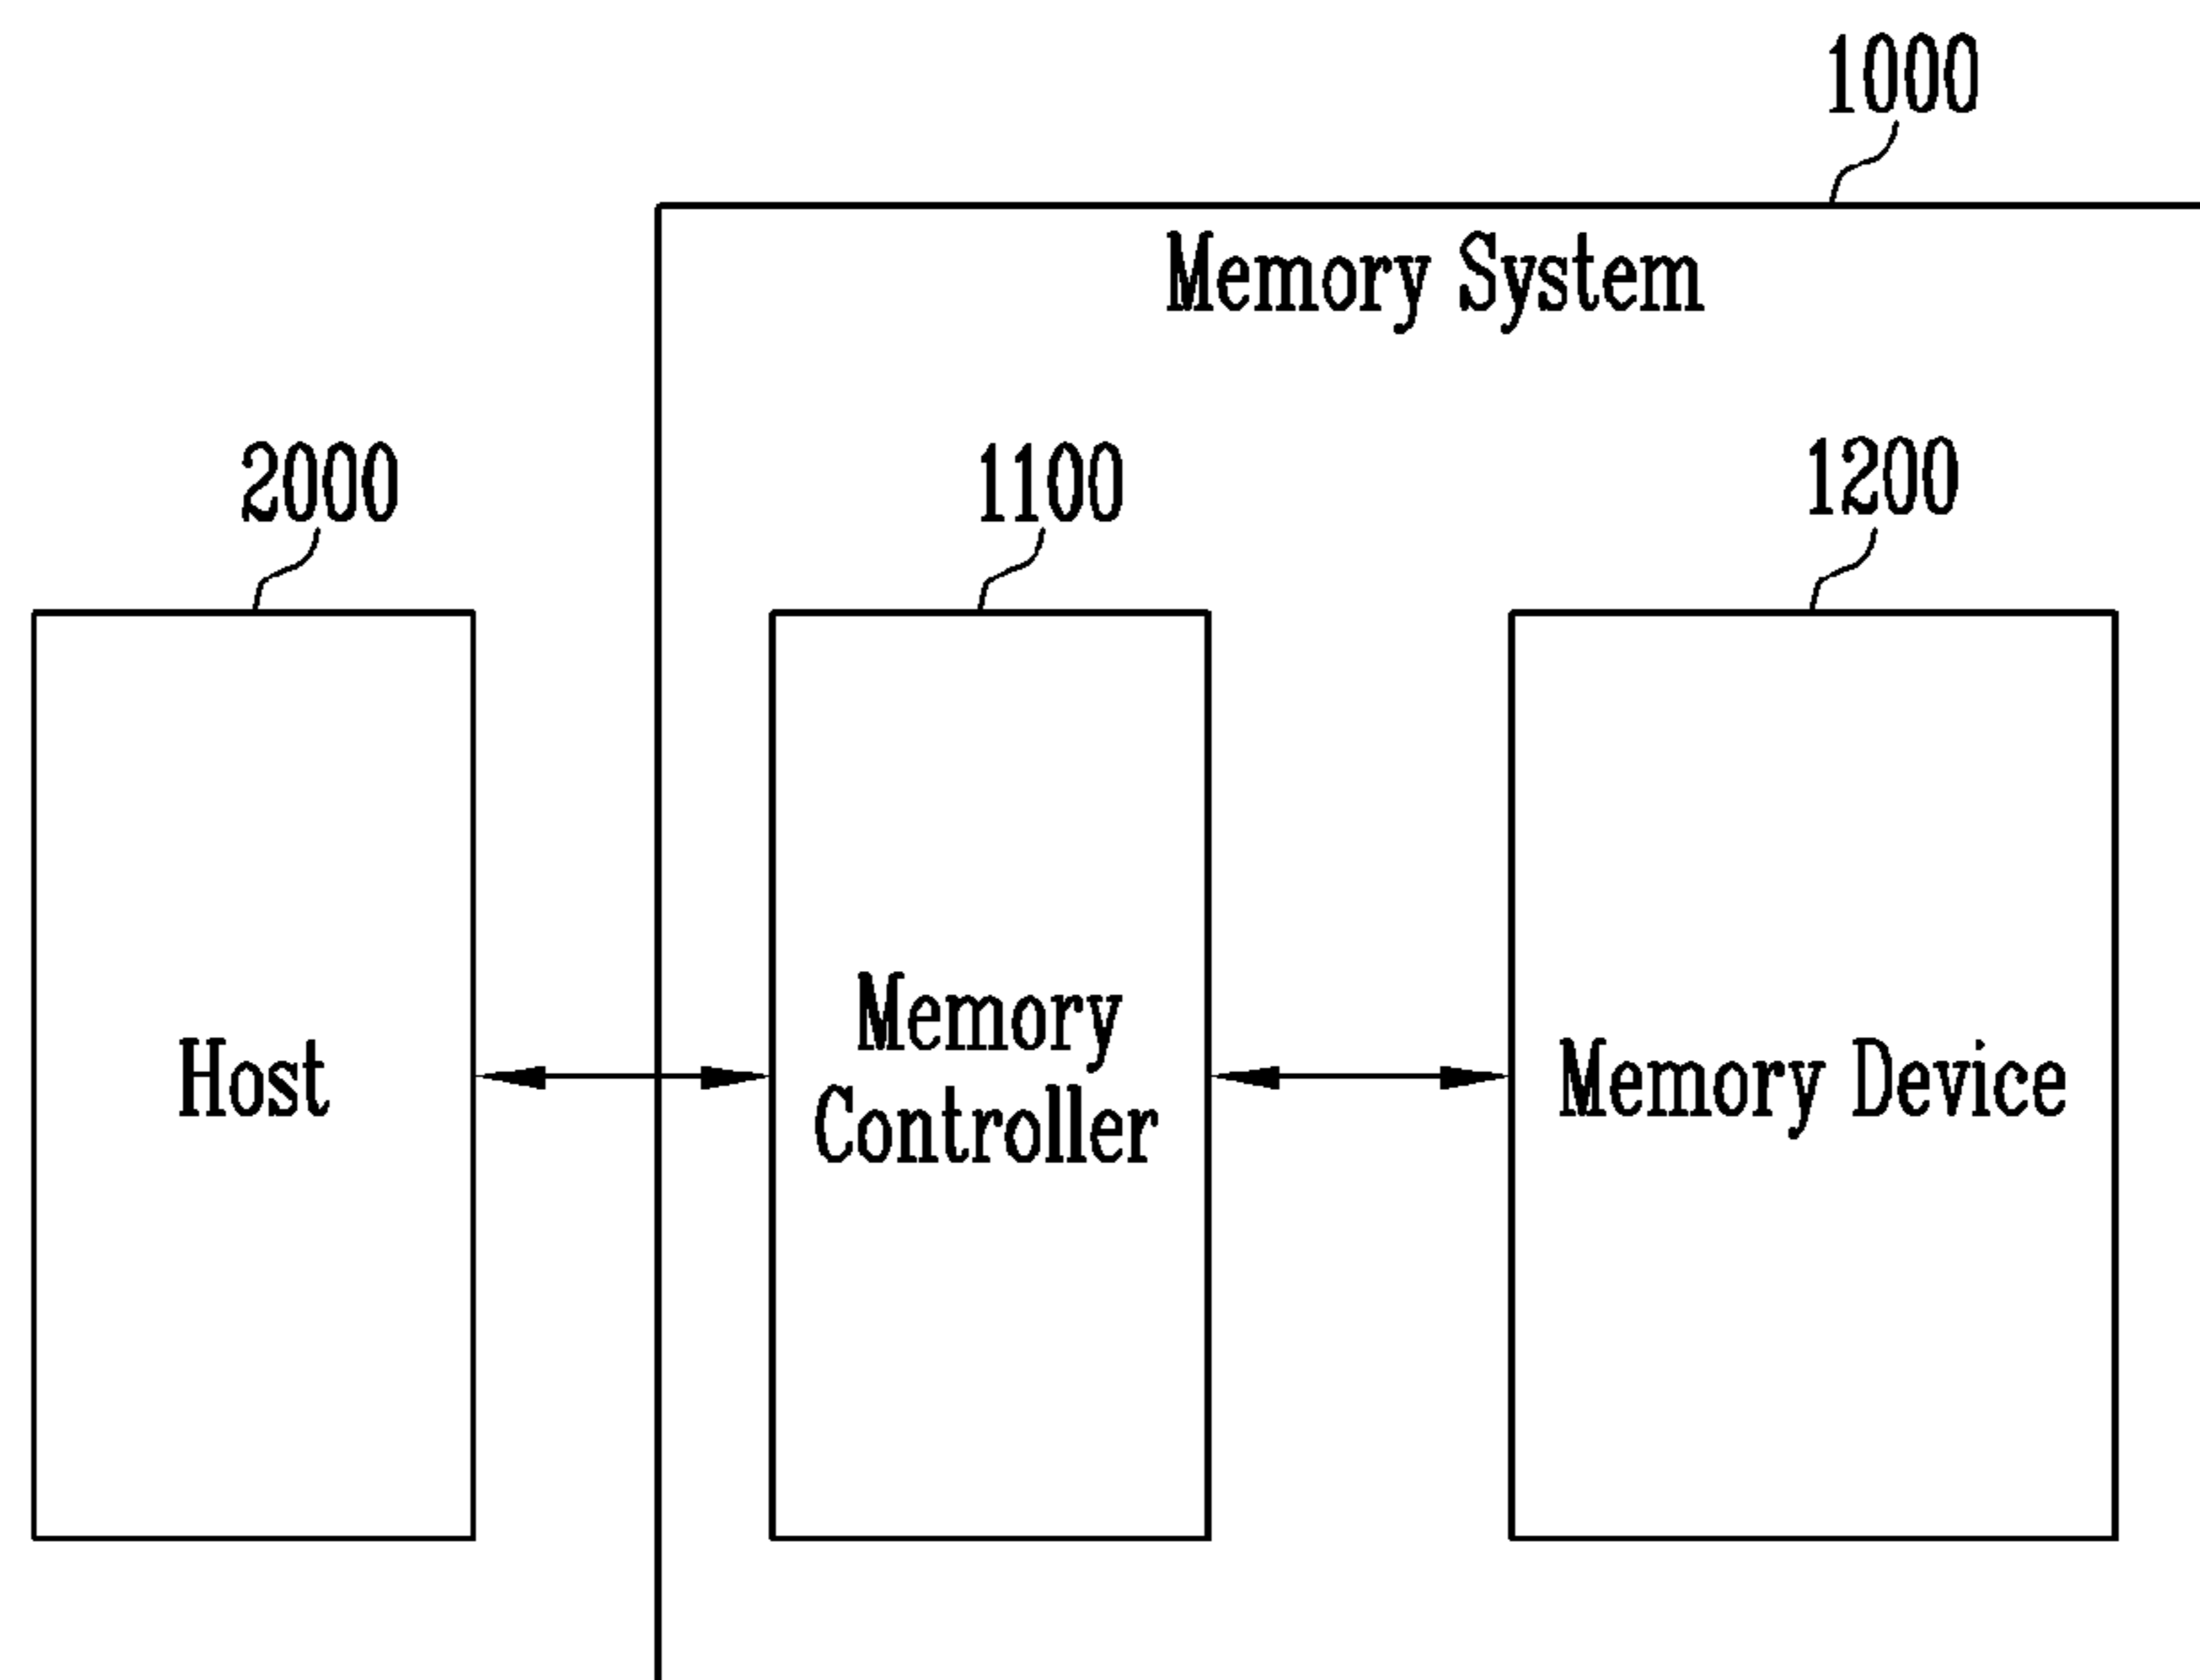 1000
Memory System
2000
1100
1200
Host
Memory
Controller
Memory Device